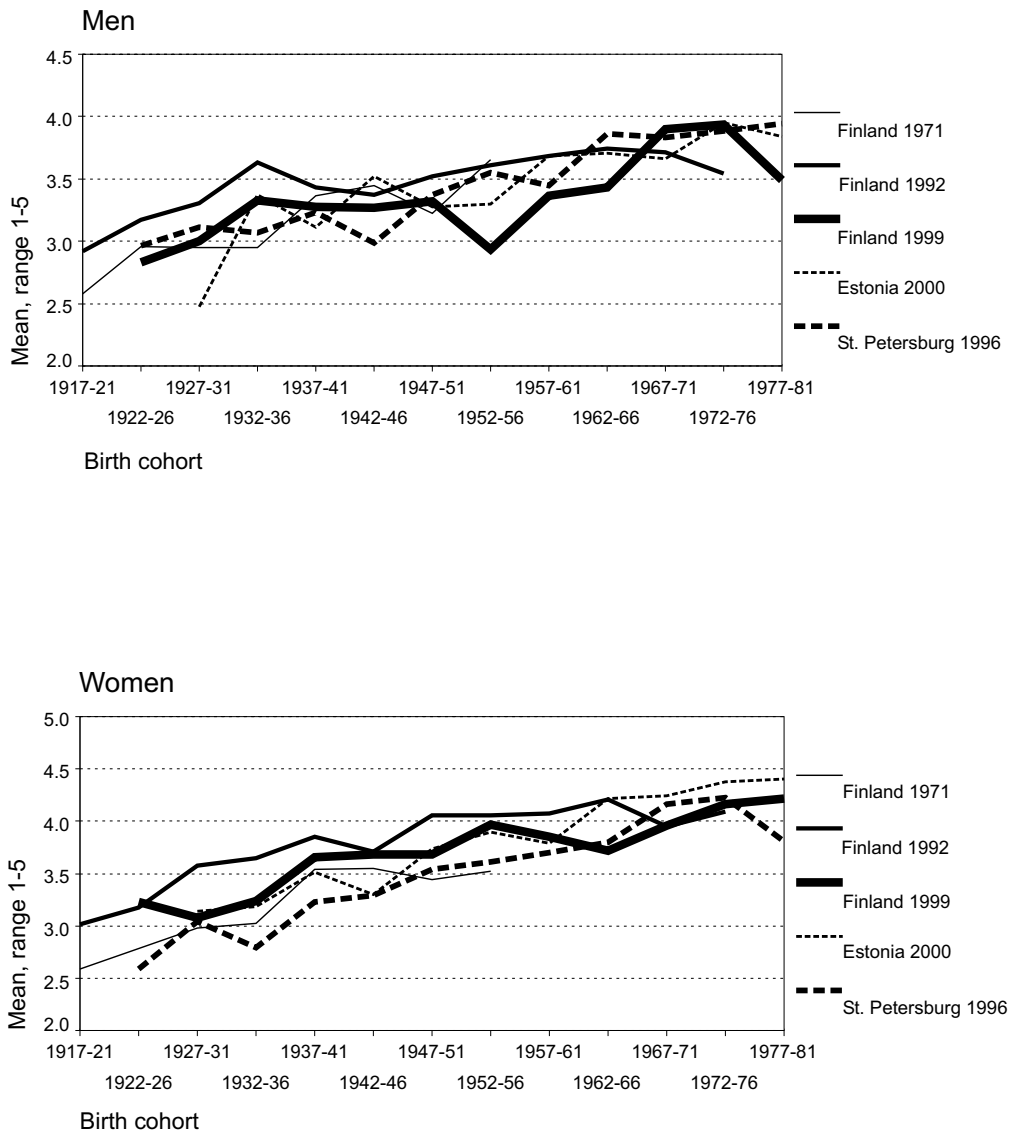 Men
Mean, range 1-5
4.5
4.0
3.5
3.0
2.5
2.0
1917-21 1927-31 1937-41 1947-51 1957-61 1967-71 1977-81
1922-26 1932-36 1942-46 1952-56 1962-66 1972-76
Birth cohort
Finland 1971
Finland 1992
Finland 1999
Estonia 2000
St. Petersburg 1996
Women
Mean, range 1-5
5.0
4.5
4.0
3.5
3.0
2.5
2.0
1917-21 1927-31 1937-41 1947-51 1957-61 1967-71 1977-81
1922-26 1932-36 1942-46 1952-56 1962-66 1972-76
Birth cohort
Finland 1971
Finland 1992
Finland 1999
Estonia 2000
St. Petersburg 1996